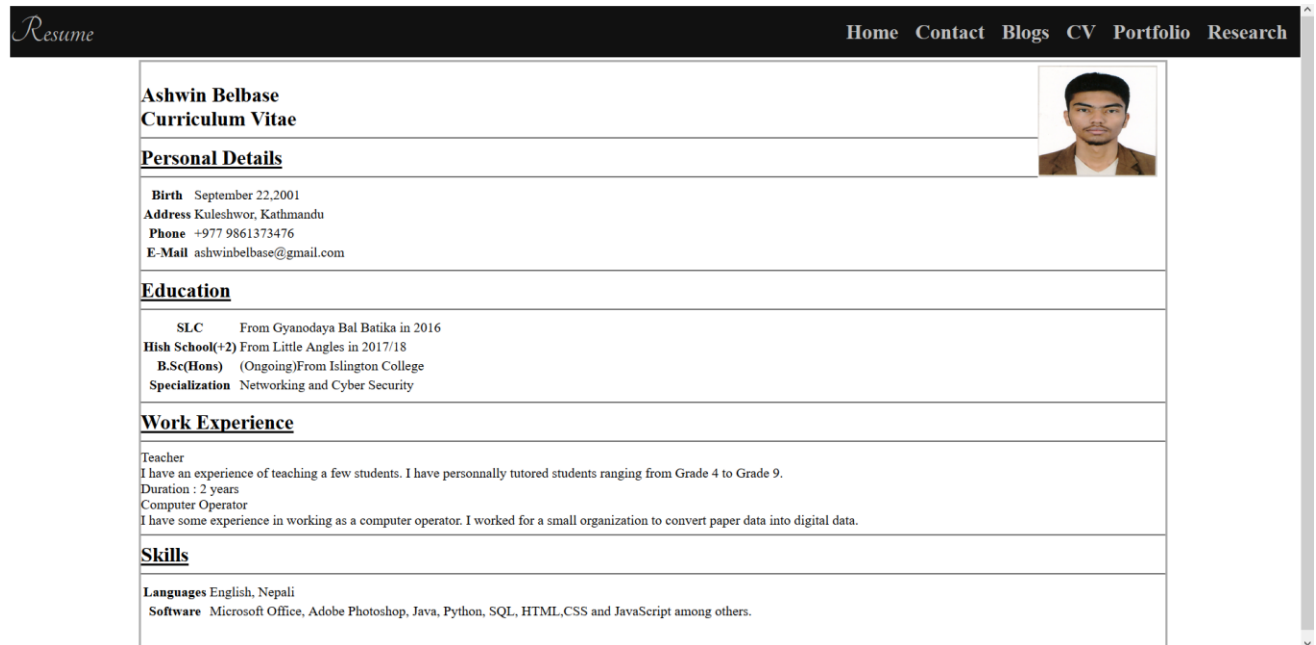 Resume
Home Contact Blogs CV Portfolio Research
Ashwin Belbase
Curriculum Vitae
Personal Details
Birth September 22,2001
Address Kuleshwor, Kathmandu
Phone +977 9861373476
E-Mail ashwinbelbase@gmail.com
Education
SLC From Gyanodaya Bal Batika in 2016
Hish School(+2) From Little Angles in 2017/18
B.Sc(Hons) (Ongoing)From Islington College
Specialization Networking and Cyber Security
Work Experience
Teacher
I have an experience of teaching a few students. I have personnally tutored students ranging from Grade 4 to Grade 9.
Duration : 2 years
Computer Operator
I have some experience in working as a computer operator. I worked for a small organization to convert paper data into digital data.
Skills
Languages English, Nepali
Software Microsoft Office, Adobe Photoshop, Java, Python, SQL, HTML,CSS and JavaScript among others.